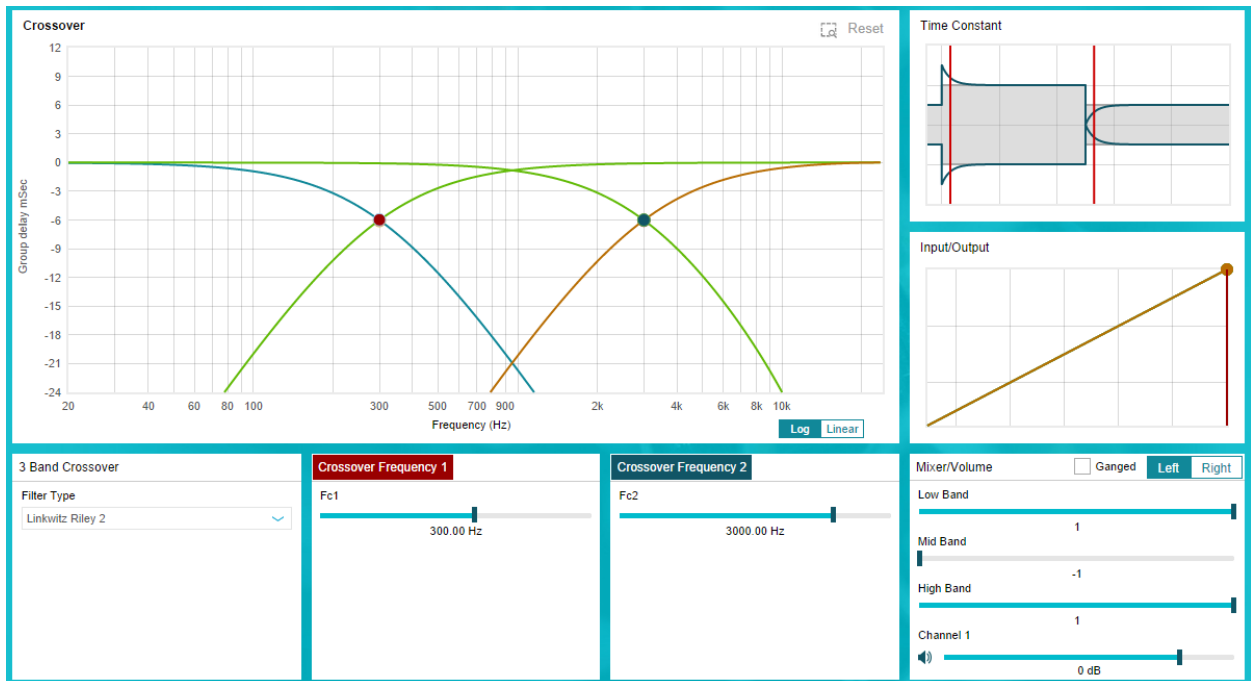 Crossover
Reset
12
9
6
3
0
-3
-6
-9
-12
-15
-18
-21
-24
Group delay mSec
20 40 60 80 100 300 500 700 900 2k 4k 6k 8k 10k
Frequency (Hz)
Log Linear
Time Constant
Input/Output
3 Band Crossover
Filter Type
Linkwitz Riley 2
Crossover Frequency 1
Fc1
300.00 Hz
Crossover Frequency 2
Fc2
3000.00 Hz
Mixer/Volume Ganged Left Right
Low Band
1
Mid Band
-1
High Band
1
Channel 1
0 dB